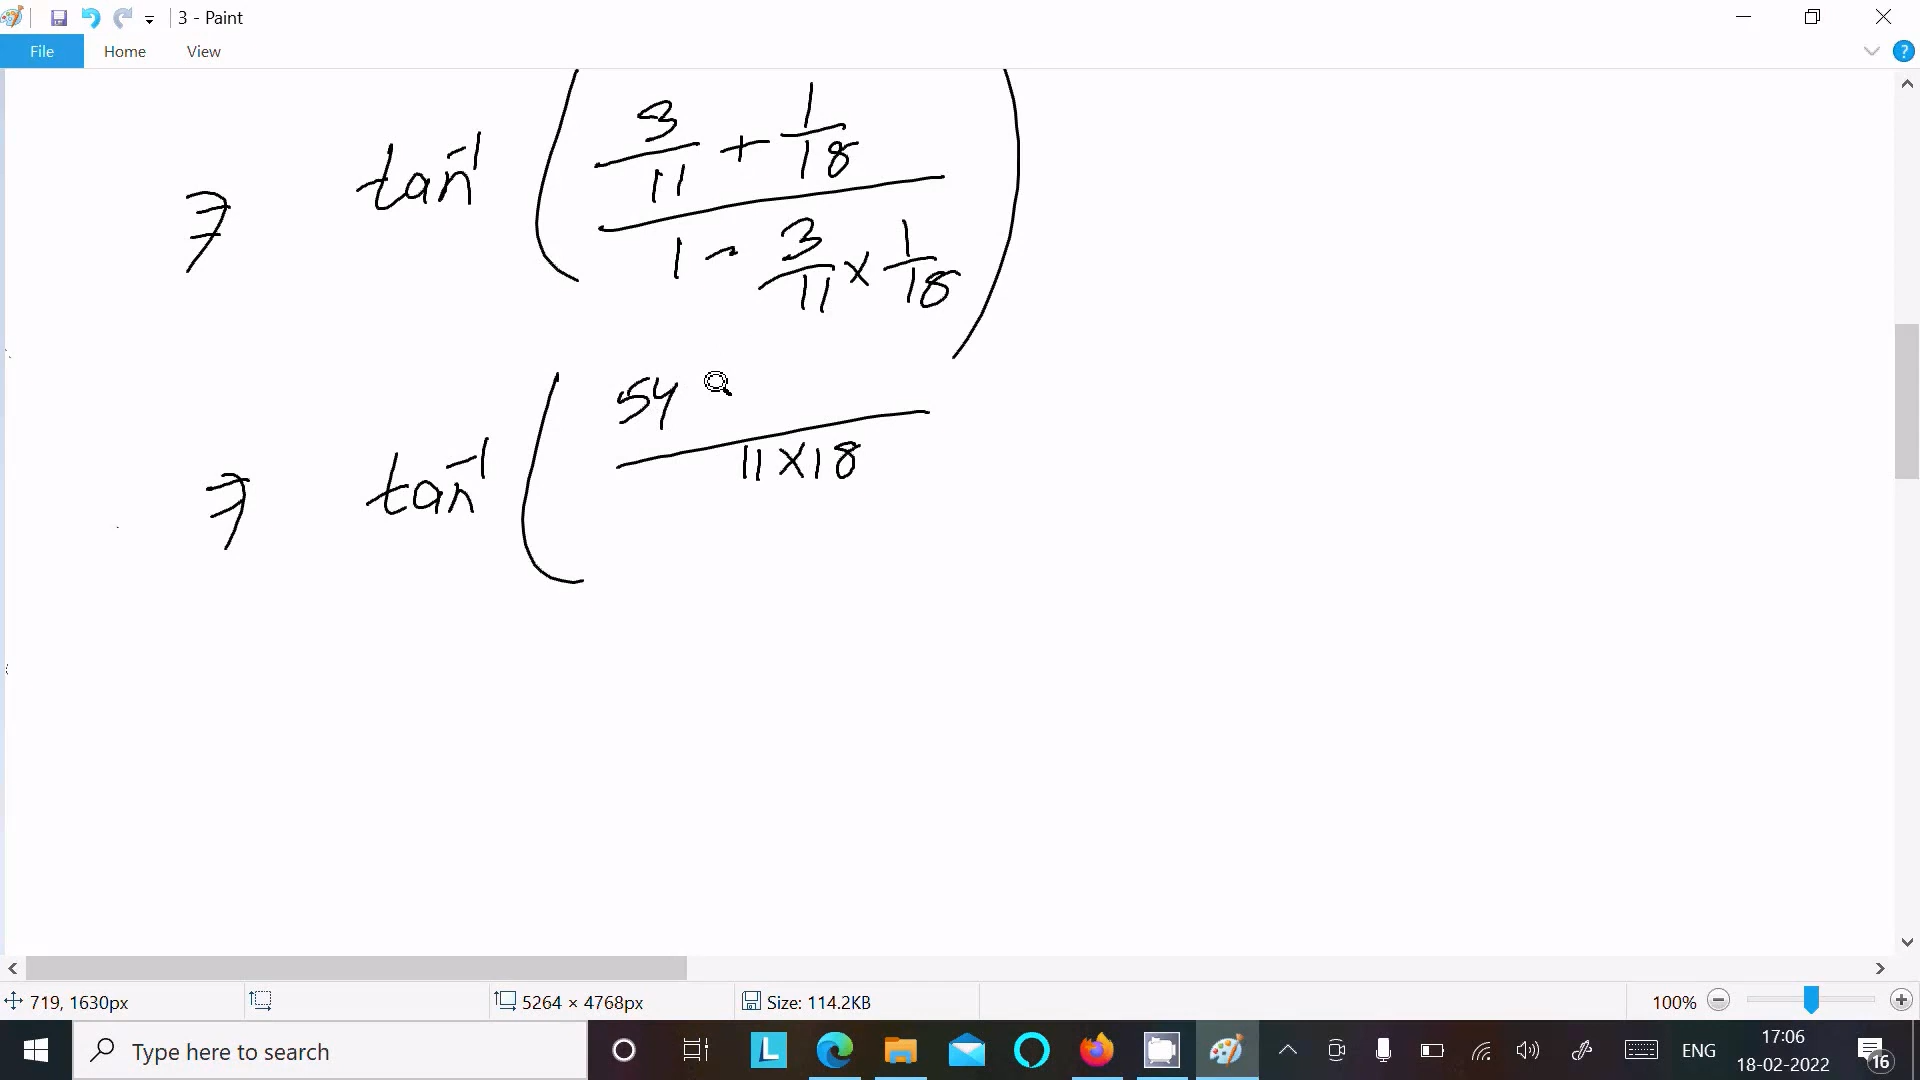 3 - Paint
File Home View
⇒ tan⁻¹ ( (3/11 + 1/18) / (1 - 3/11 × 1/18) )
⇒ tan⁻¹ ( 54 / 11×18
719, 1630px 5264 × 4768px Size: 114.2KB 100%
Type here to search L ENG 17:06
18-02-2022 16